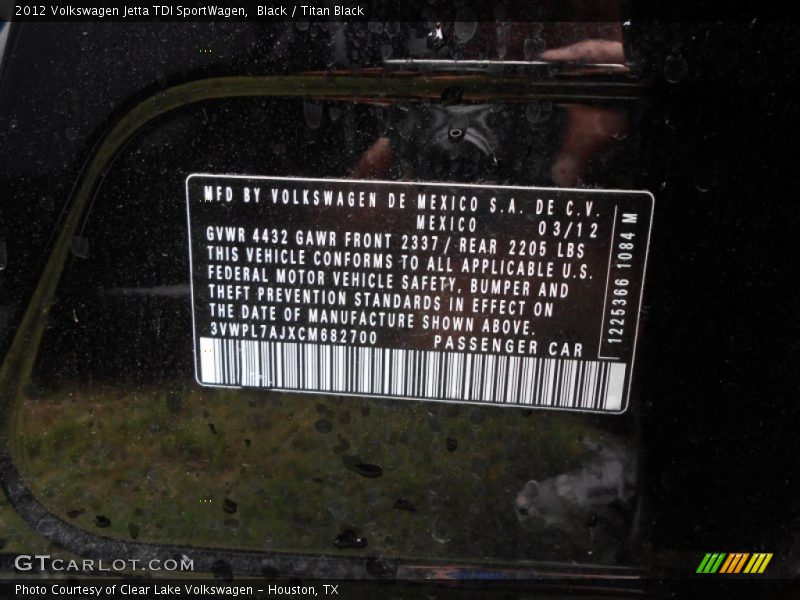 2012 Volkswagen Jetta TDI SportWagen,  Black / Titan Black
MFD BY VOLKSWAGEN DE MEXICO S.A. DE C.V.
MEXICO 03/12
GVWR 4432 GAWR FRONT 2337/ REAR 2205 LBS
THIS VEHICLE CONFORMS TO ALL APPLICABLE U.S.
FEDERAL MOTOR VEHICLE SAFETY, BUMPER AND
THEFT PREVENTION STANDARDS IN EFFECT ON
THE DATE OF MANUFACTURE SHOWN ABOVE.
3VWPL7AJXCM682700 PASSENGER CAR
1225366 1084 M
GTCARLOT.COM
Photo Courtesy of Clear Lake Volkswagen - Houston, TX